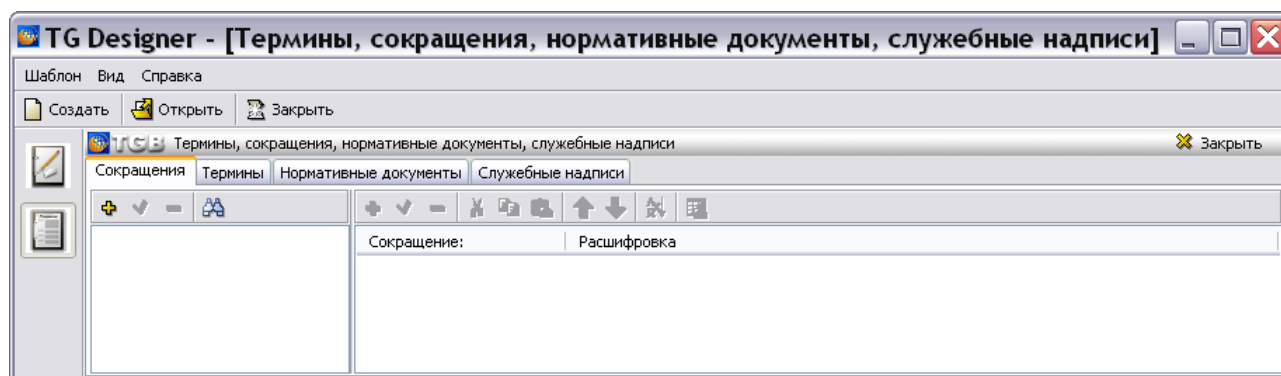 TG Designer - [Термины, сокращения, нормативные документы, служебные надписи]
Шаблон Вид Справка
Создать Открыть Закрыть
TGB Термины, сокращения, нормативные документы, служебные надписи Закрыть
Сокращения Термины Нормативные документы Служебные надписи
Сокращение: Расшифровка